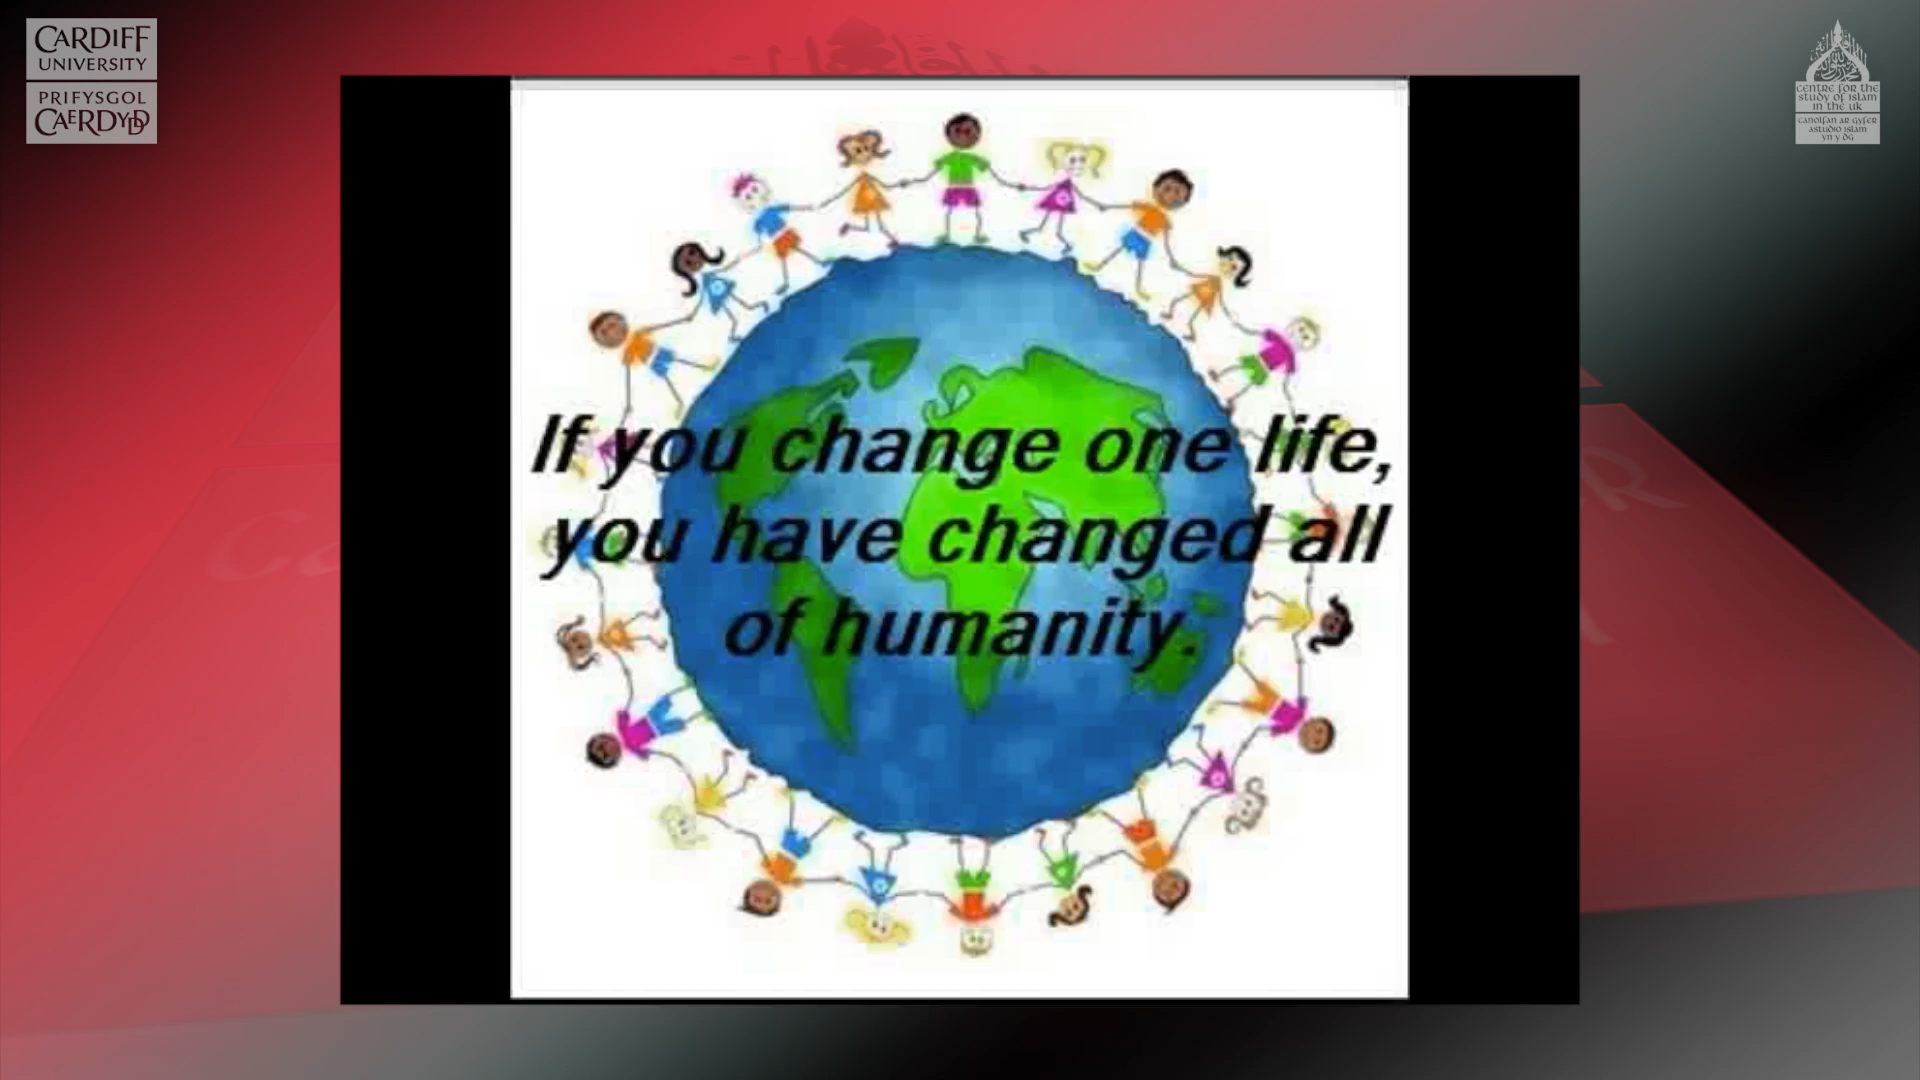 CARDIFF
UNIVERSITY
PRIFYSGOL
CAERDYDD
CENTRE FOR THE
STUDY OF ISLAM
IN THE UK
CANOLFAN AR GYFER
ASTUDIO ISLAM
YN Y DG
If you change one life,
you have changed all
of humanity.